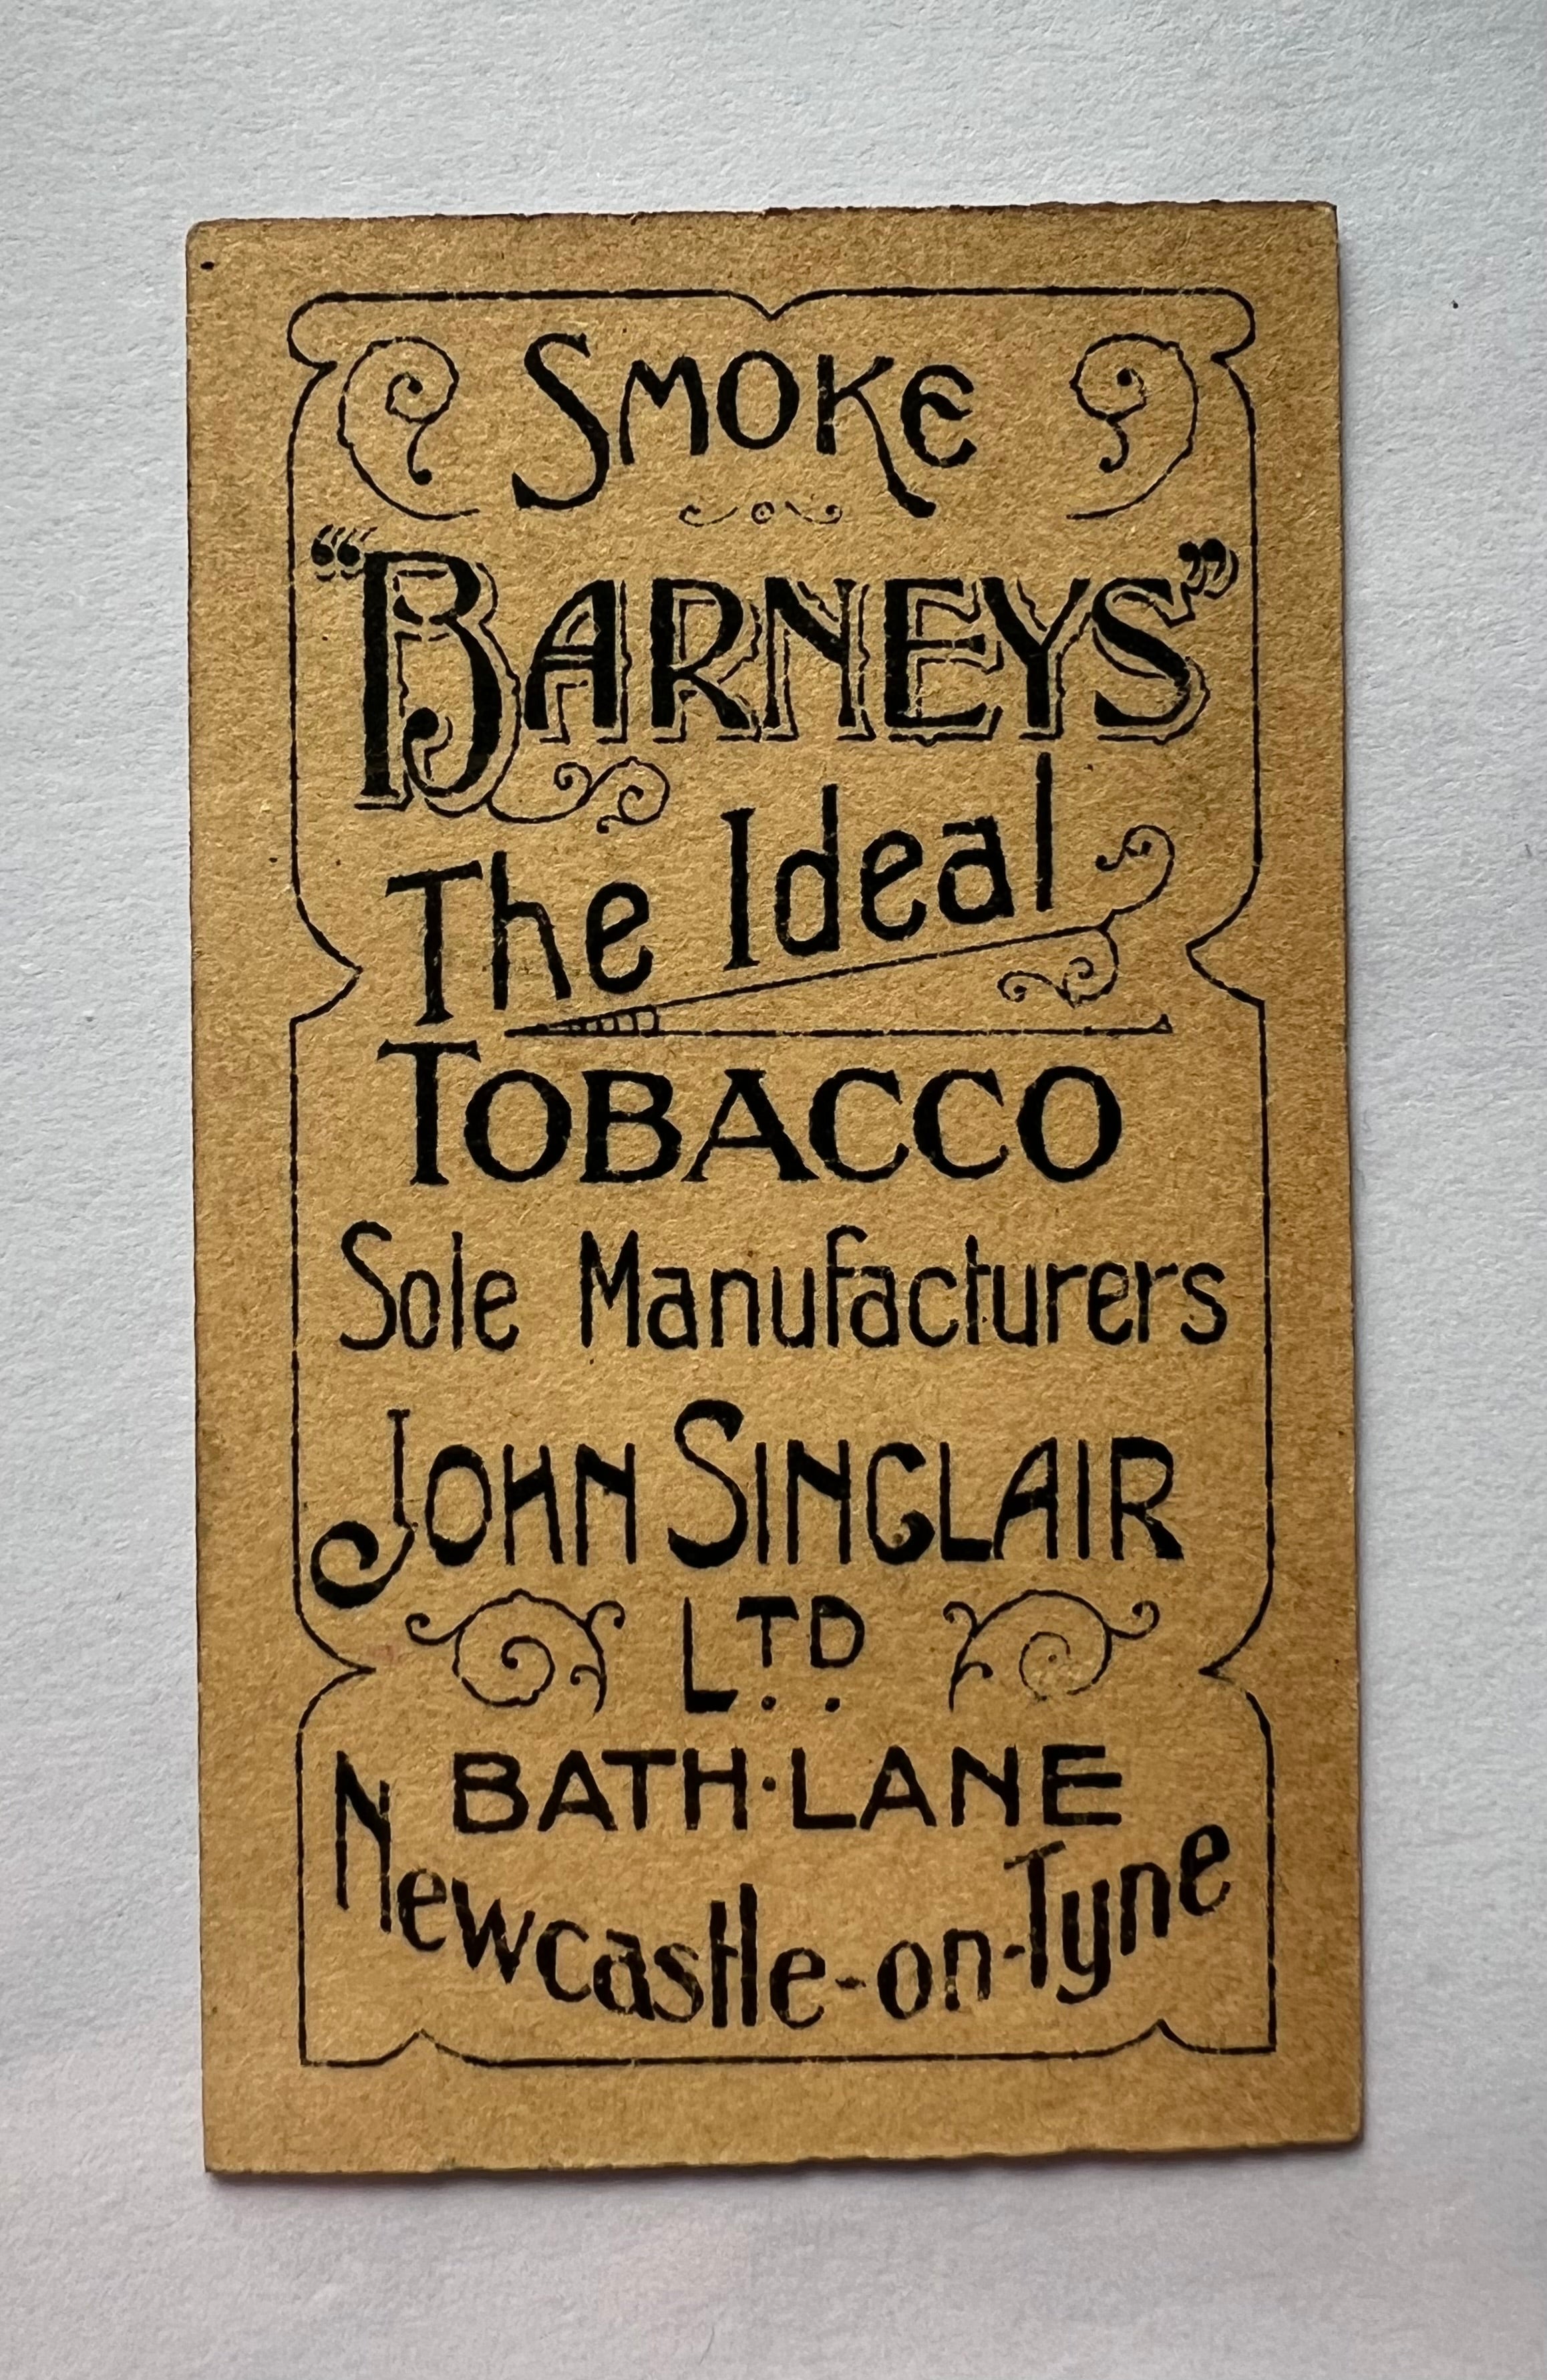 SMOKE
"BARNEYS"
The Ideal
TOBACCO
Sole Manufacturers
JOHN SINCLAIR
LTD..
BATH·LANE
Newcastle-on-Tyne